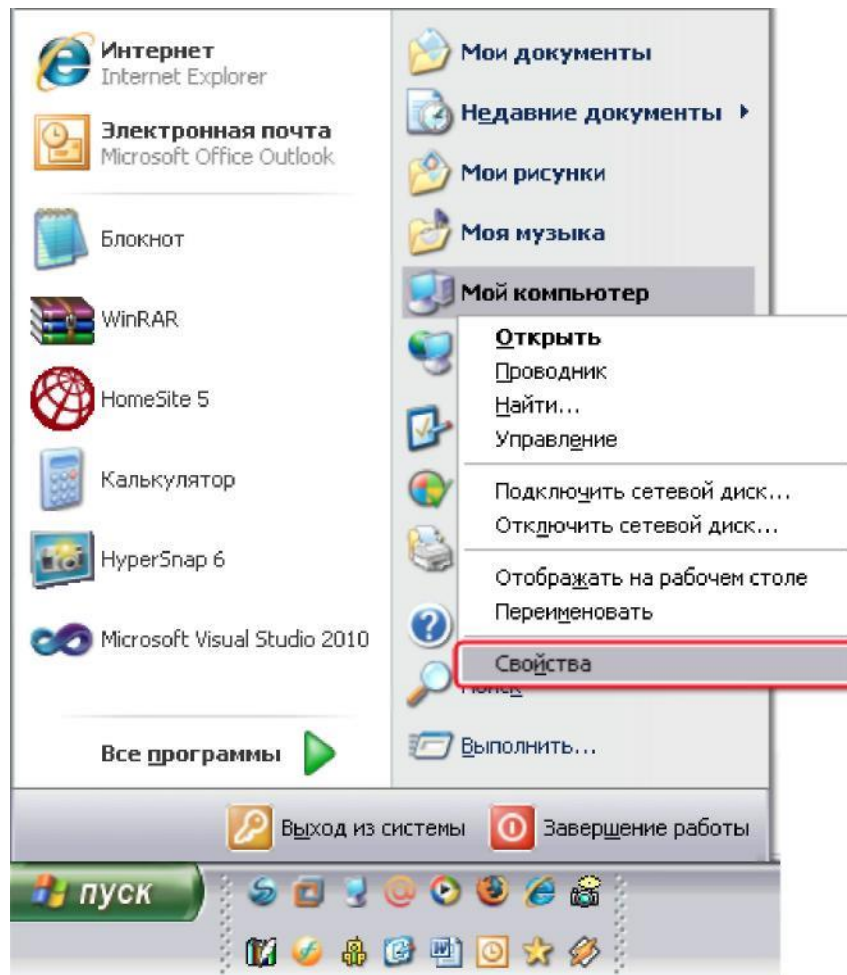 Интернет
Internet Explorer
Электронная почта
Microsoft Office Outlook
Блокнот
WinRAR
HomeSite 5
Калькулятор
HyperSnap 6
Microsoft Visual Studio 2010
Все программы
Мои документы
Недавние документы
Мои рисунки
Моя музыка
Мой компьютер
Открыть
Проводник
Найти...
Управление
Подключить сетевой диск...
Отключить сетевой диск...
Отображать на рабочем столе
Переименовать
Свойства
Выполнить...
Выход из системы
Завершение работы
пуск